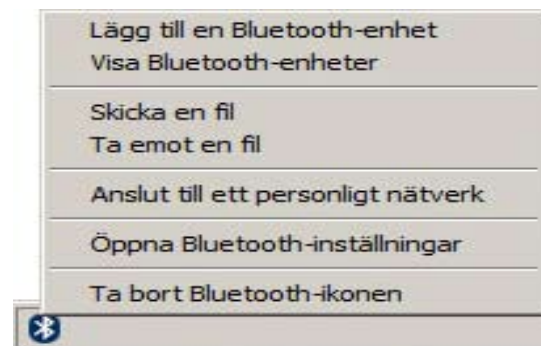 Lägg till en Bluetooth-enhet
Visa Bluetooth-enheter
Skicka en fil
Ta emot en fil
Anslut till ett personligt nätverk
Öppna Bluetooth-inställningar
Ta bort Bluetooth-ikonen